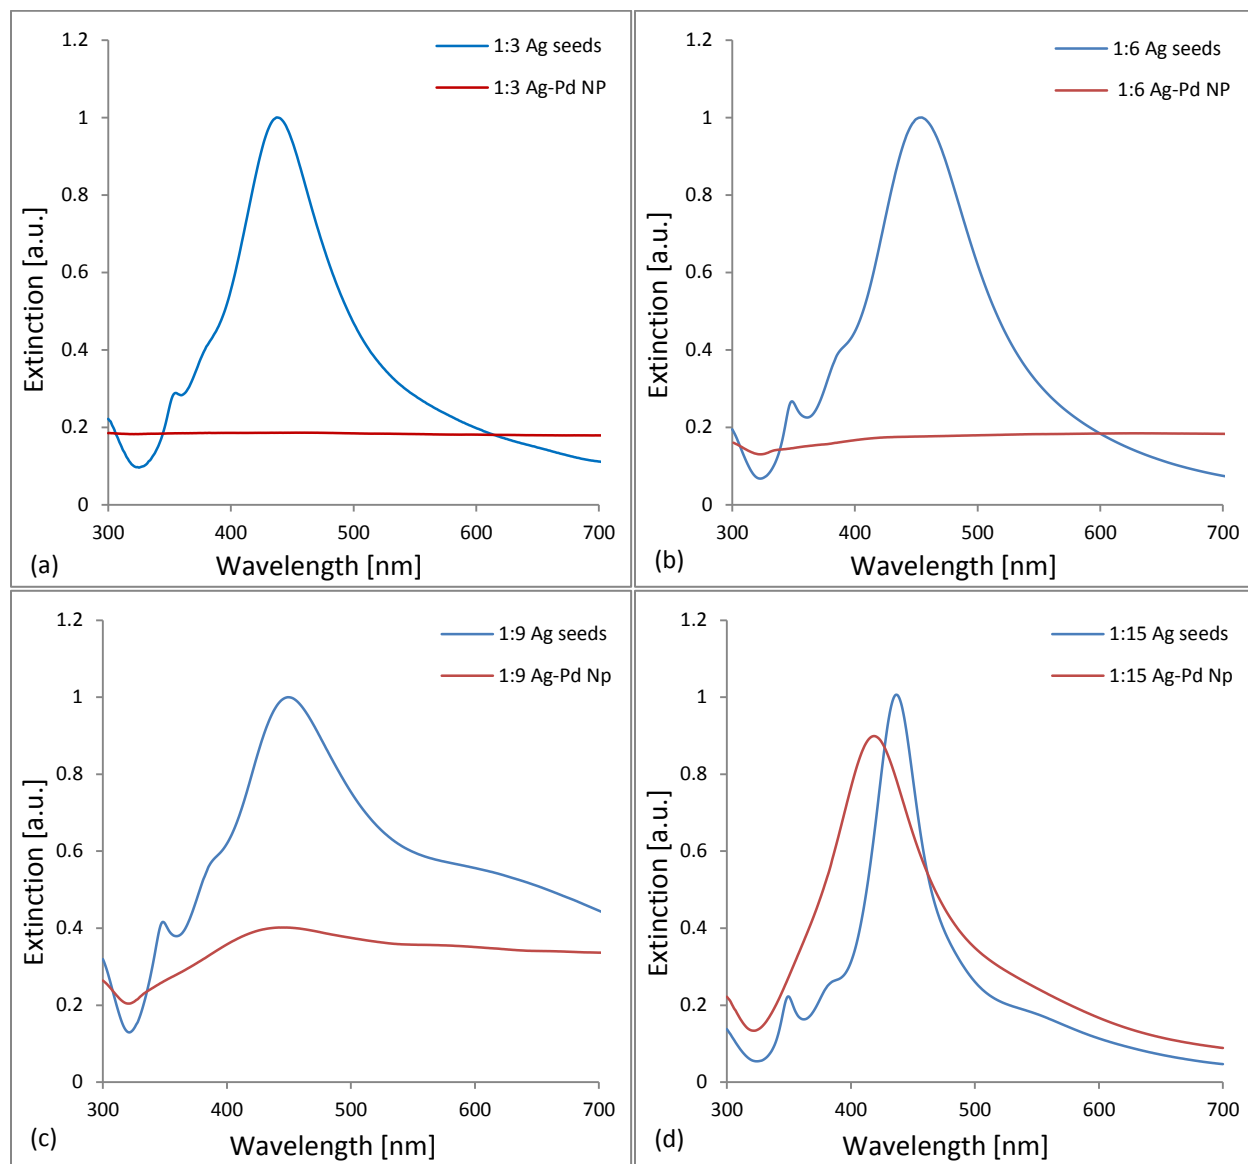 1.2
1
0.8
0.6
0.4
0.2
0
300
400
500
600
700
Extinction [a.u.]
Wavelength [nm]
1:3 Ag seeds
1:3 Ag-Pd NP
(a)
1.2
1
0.8
0.6
0.4
0.2
0
300
400
500
600
700
Extinction [a.u.]
Wavelength [nm]
1:6 Ag seeds
1:6 Ag-Pd NP
(b)
1.2
1
0.8
0.6
0.4
0.2
0
300
400
500
600
700
Extinction [a.u.]
Wavelength [nm]
1:9 Ag seeds
1:9 Ag-Pd Np
(c)
1.2
1
0.8
0.6
0.4
0.2
0
300
400
500
600
700
Extinction [a.u.]
Wavelength [nm]
1:15 Ag seeds
1:15 Ag-Pd Np
(d)